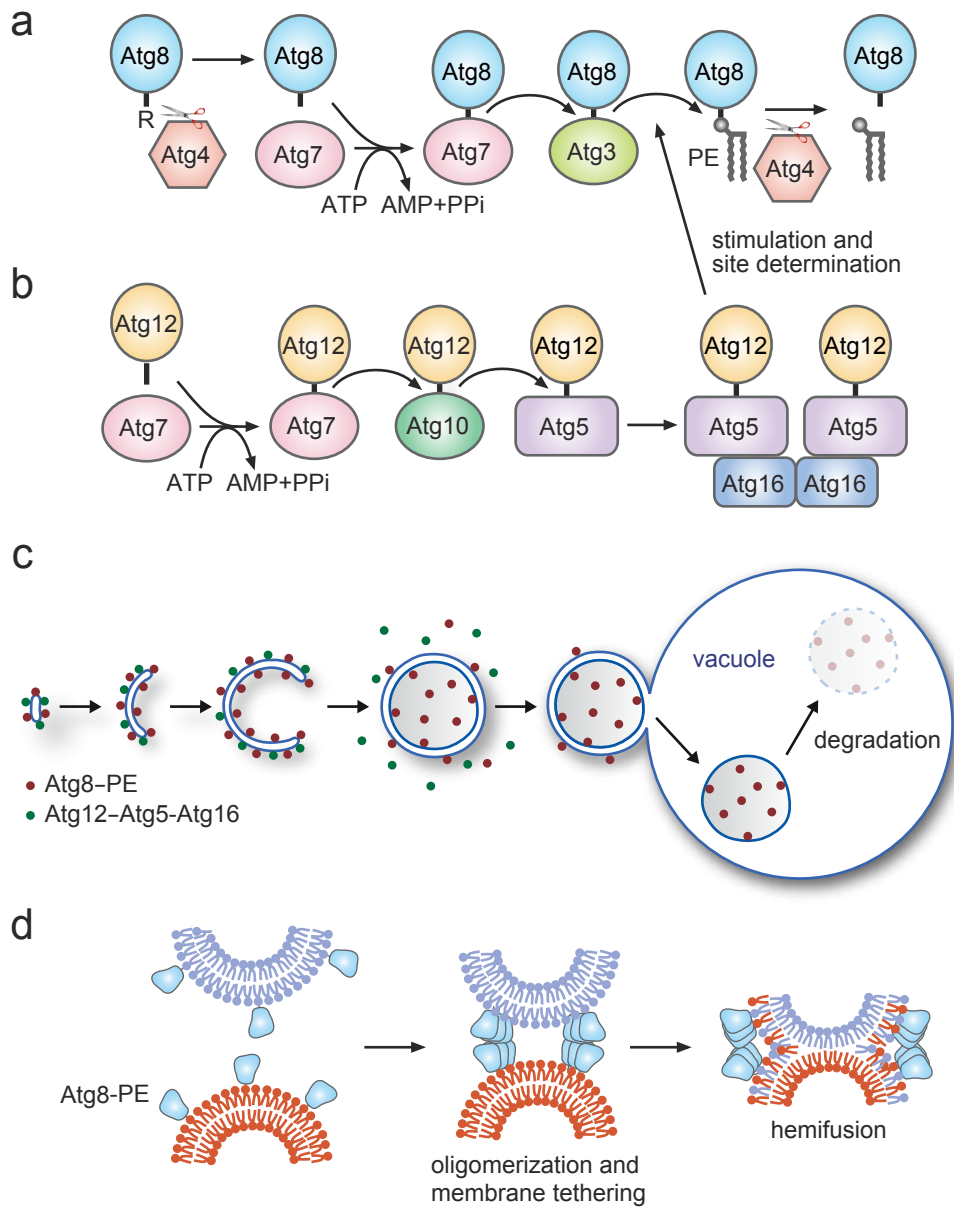 a
Atg8
Atg8
Atg8
Atg8
Atg8
Atg8
R
Atg4
Atg7
Atg7
Atg3
PE
Atg4
ATP
AMP+PPi
stimulation and
site determination
b
Atg12
Atg12
Atg12
Atg12
Atg12
Atg12
Atg7
Atg7
Atg10
Atg5
Atg5
Atg5
ATP
AMP+PPi
Atg16
Atg16
c
vacuole
degradation
Atg8–PE
Atg12–Atg5-Atg16
d
Atg8-PE
oligomerization and
membrane tethering
hemifusion